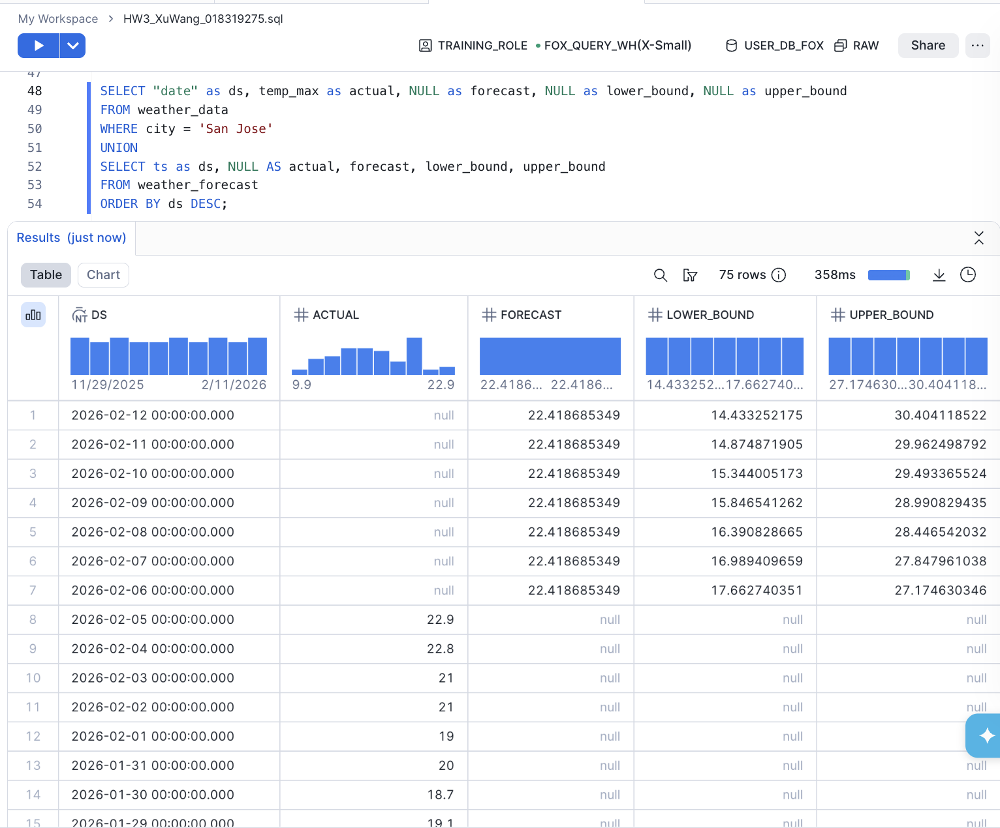 My Workspace > HW3_XuWang_018319275.sql
TRAINING_ROLE • FOX_QUERY_WH(X-Small) USER_DB_FOX RAW Share ...
47
48 SELECT "date" as ds, temp_max as actual, NULL as forecast, NULL as lower_bound, NULL as upper_bound
49 FROM weather_data
50 WHERE city = 'San Jose'
51 UNION
52 SELECT ts as ds, NULL AS actual, forecast, lower_bound, upper_bound
53 FROM weather_forecast
54 ORDER BY ds DESC;
Results (just now)
Table Chart 75 rows 358ms
DS ACTUAL FORECAST LOWER_BOUND UPPER_BOUND
11/29/2025 2/11/2026 9.9 22.9 22.4186... 22.4186... 14.433252...17.662740... 27.174630...30.404118...
1 2026-02-12 00:00:00.000 null 22.418685349 14.433252175 30.404118522
2 2026-02-11 00:00:00.000 null 22.418685349 14.874871905 29.962498792
3 2026-02-10 00:00:00.000 null 22.418685349 15.344005173 29.493365524
4 2026-02-09 00:00:00.000 null 22.418685349 15.846541262 28.990829435
5 2026-02-08 00:00:00.000 null 22.418685349 16.390828665 28.446542032
6 2026-02-07 00:00:00.000 null 22.418685349 16.989409659 27.847961038
7 2026-02-06 00:00:00.000 null 22.418685349 17.662740351 27.174630346
8 2026-02-05 00:00:00.000 22.9 null null null
9 2026-02-04 00:00:00.000 22.8 null null null
10 2026-02-03 00:00:00.000 21 null null null
11 2026-02-02 00:00:00.000 21 null null null
12 2026-02-01 00:00:00.000 19 null null
13 2026-01-31 00:00:00.000 20 null null null
14 2026-01-30 00:00:00.000 18.7 null null null
15 2026-01-29 00:00:00.000 19.1 null null null